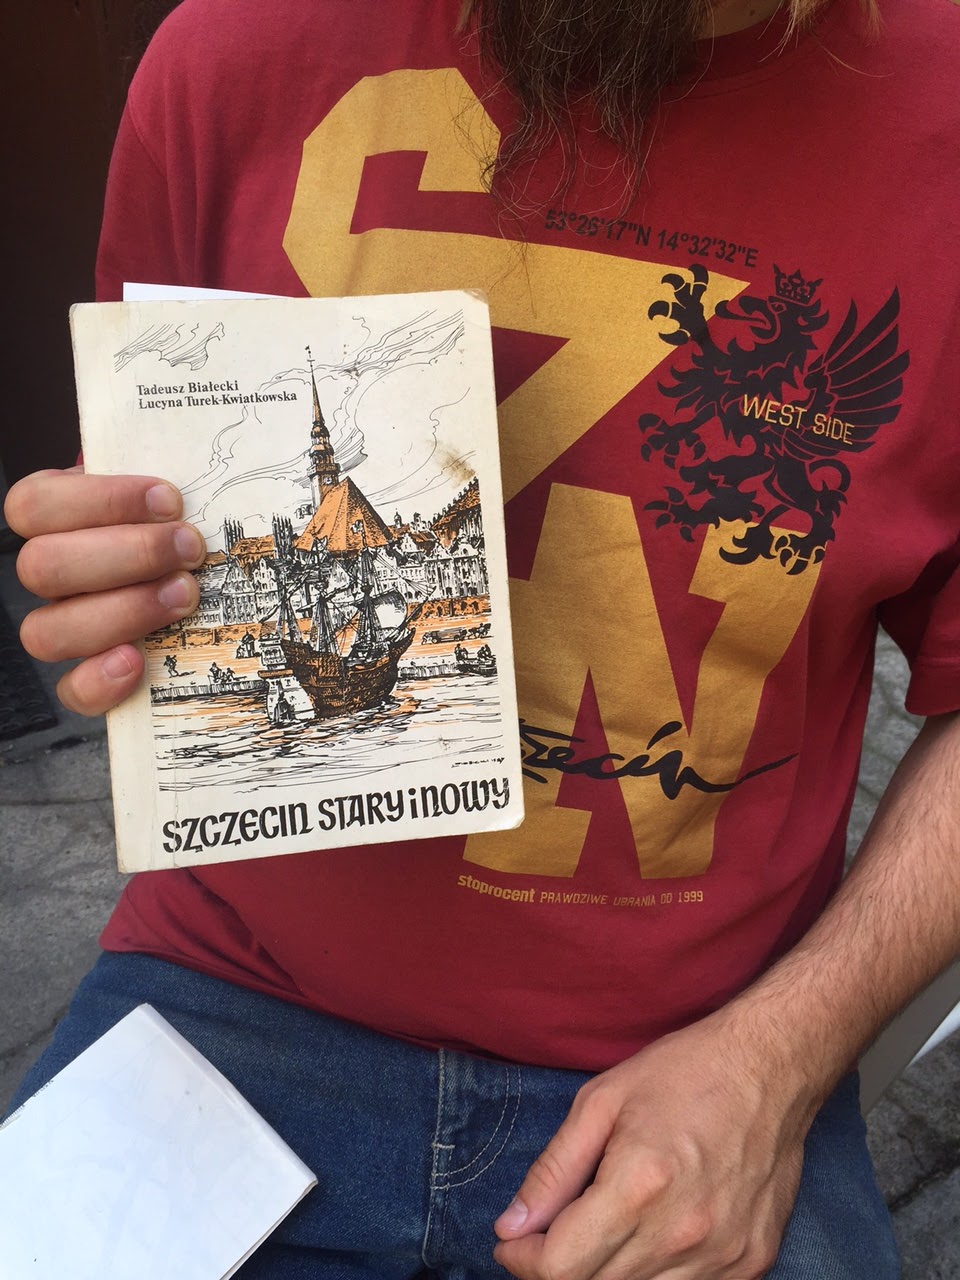 Tadeusz Białecki
Lucyna Turek-Kwiatkowska
SZCZECIN STARY i NOWY
SZN
53°26'17"N 14°32'32"E
WEST SIDE
stoprocent PRAWDZIWE UBRANIA OD 1999